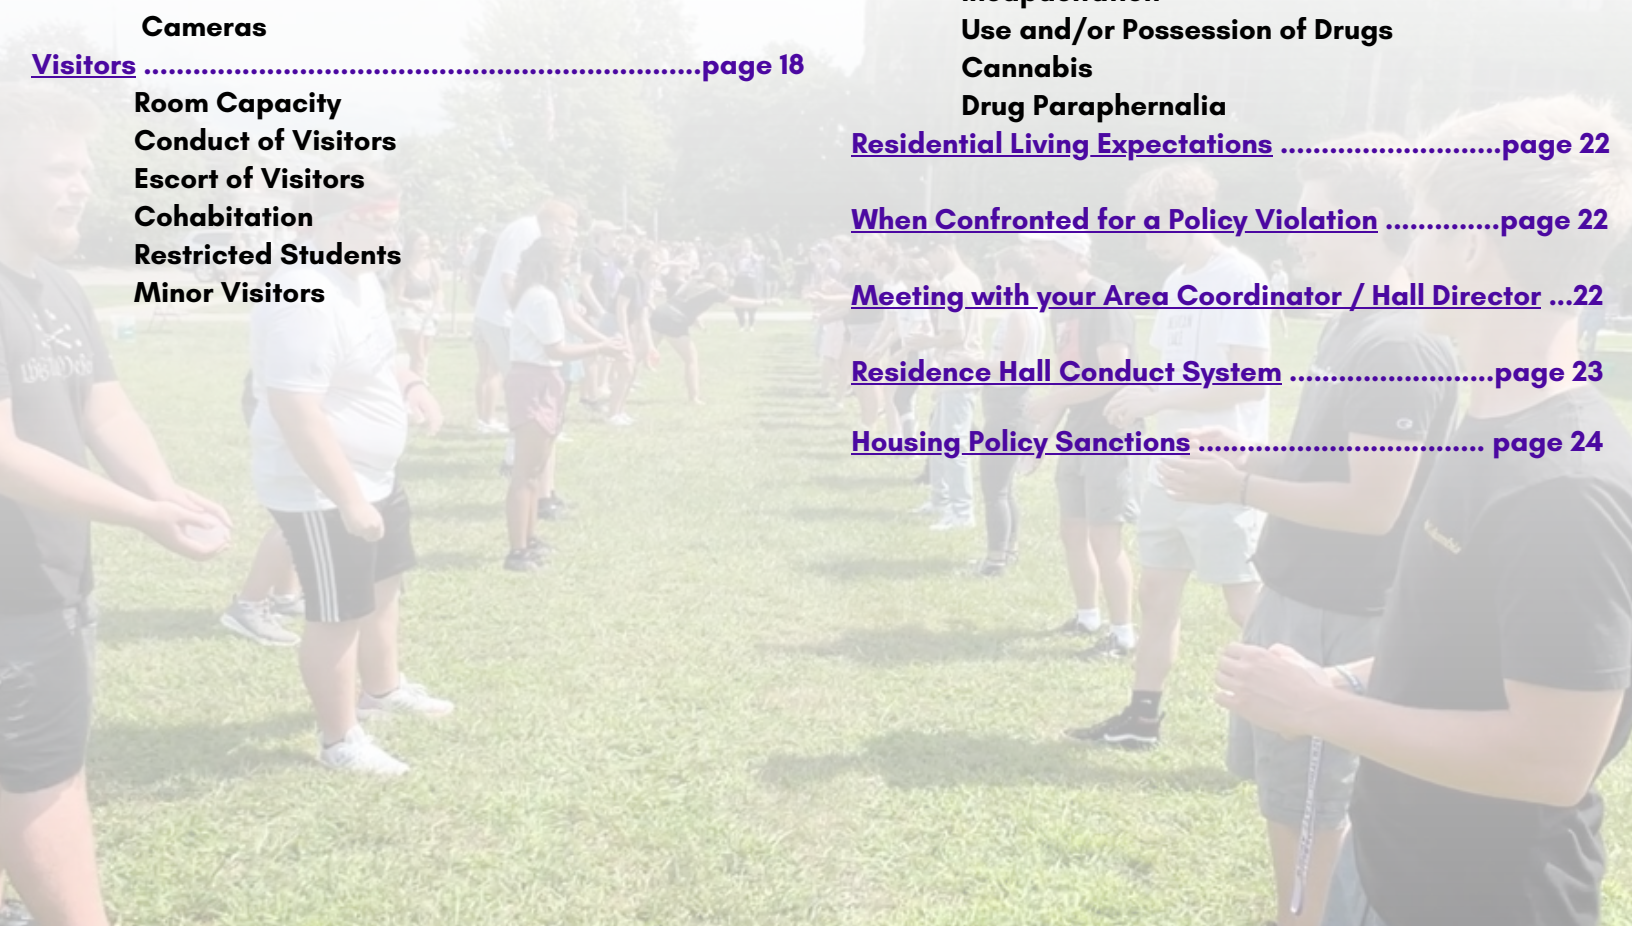 Cameras
Visitors ....................................................................page 18
Room Capacity
Conduct of Visitors
Escort of Visitors
Cohabitation
Restricted Students
Minor Visitors
Use and/or Possession of Drugs
Cannabis
Drug Paraphernalia
Residential Living Expectations ...........................page 22
When Confronted for a Policy Violation ..............page 22
Meeting with your Area Coordinator / Hall Director ...22
Residence Hall Conduct System .........................page 23
Housing Policy Sanctions ................................... page 24